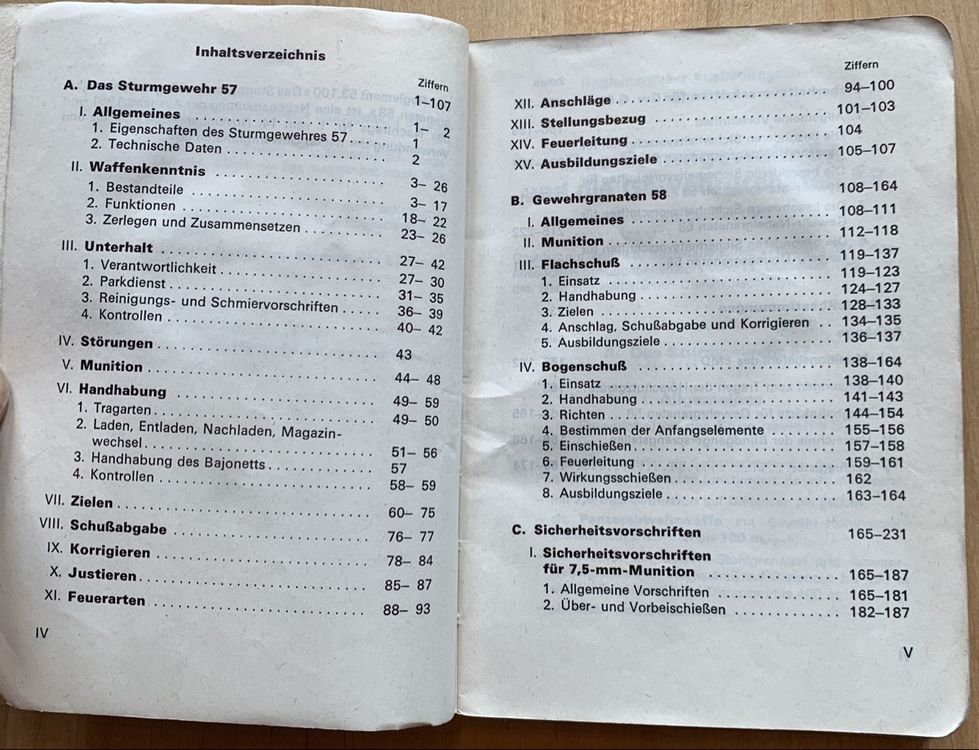 Inhaltsverzeichnis
Ziffern
A. Das Sturmgewehr 57 1–107
I. Allgemeines ........ 1– 2
1. Eigenschaften des Sturmgewehres 57 .... 1
2. Technische Daten ........ 2
II. Waffenkenntnis ........ 3– 26
1. Bestandteile ........ 3– 17
2. Funktionen ........ 18– 22
3. Zerlegen und Zusammensetzen ........ 23– 26
III. Unterhalt ........ 27– 42
1. Verantwortlichkeit ........ 27– 30
2. Parkdienst ........ 31– 35
3. Reinigungs- und Schmiervorschriften .... 36– 39
4. Kontrollen ........ 40– 42
IV. Störungen ........ 43
V. Munition ........ 44– 48
VI. Handhabung ........ 49– 59
1. Tragarten ........ 49– 50
2. Laden, Entladen, Nachladen, Magazin-
wechsel ........ 51– 56
3. Handhabung des Bajonetts ........ 57
4. Kontrollen ........ 58– 59
VII. Zielen ........ 60– 75
VIII. Schußabgabe ........ 76– 77
IX. Korrigieren ........ 78– 84
X. Justieren ........ 85– 87
XI. Feuerarten ........ 88– 93
IV
Ziffern
XII. Anschläge ........ 94–100
XIII. Stellungsbezug ........ 101–103
XIV. Feuerleitung ........ 104
XV. Ausbildungsziele ........ 105–107
B. Gewehrgranaten 58 108–164
I. Allgemeines ........ 108–111
II. Munition ........ 112–118
III. Flachschuß ........ 119–137
1. Einsatz ........ 119–123
2. Handhabung ........ 124–127
3. Zielen ........ 128–133
4. Anschlag, Schußabgabe und Korrigieren .. 134–135
5. Ausbildungsziele ........ 136–137
IV. Bogenschuß ........ 138–164
1. Einsatz ........ 138–140
2. Handhabung ........ 141–143
3. Richten ........ 144–154
4. Bestimmen der Anfangselemente ........ 155–156
5. Einschießen ........ 157–158
6. Feuerleitung ........ 159–161
7. Wirkungsschießen ........ 162
8. Ausbildungsziele ........ 163–164
C. Sicherheitsvorschriften 165–231
I. Sicherheitsvorschriften
für 7,5-mm-Munition ........ 165–187
1. Allgemeine Vorschriften ........ 165–181
2. Über- und Vorbeischießen ........ 182–187
V